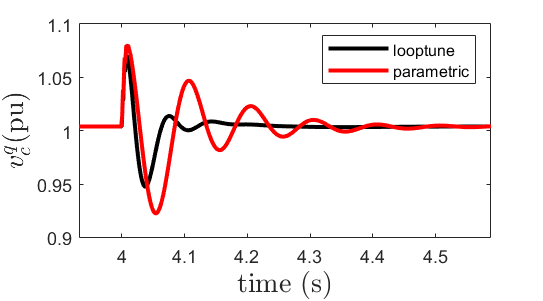 1.1
looptune
parametric
1.05
1
0.95
0.9
v_c^q(pu)
4 4.1 4.2 4.3 4.4 4.5
time (s)